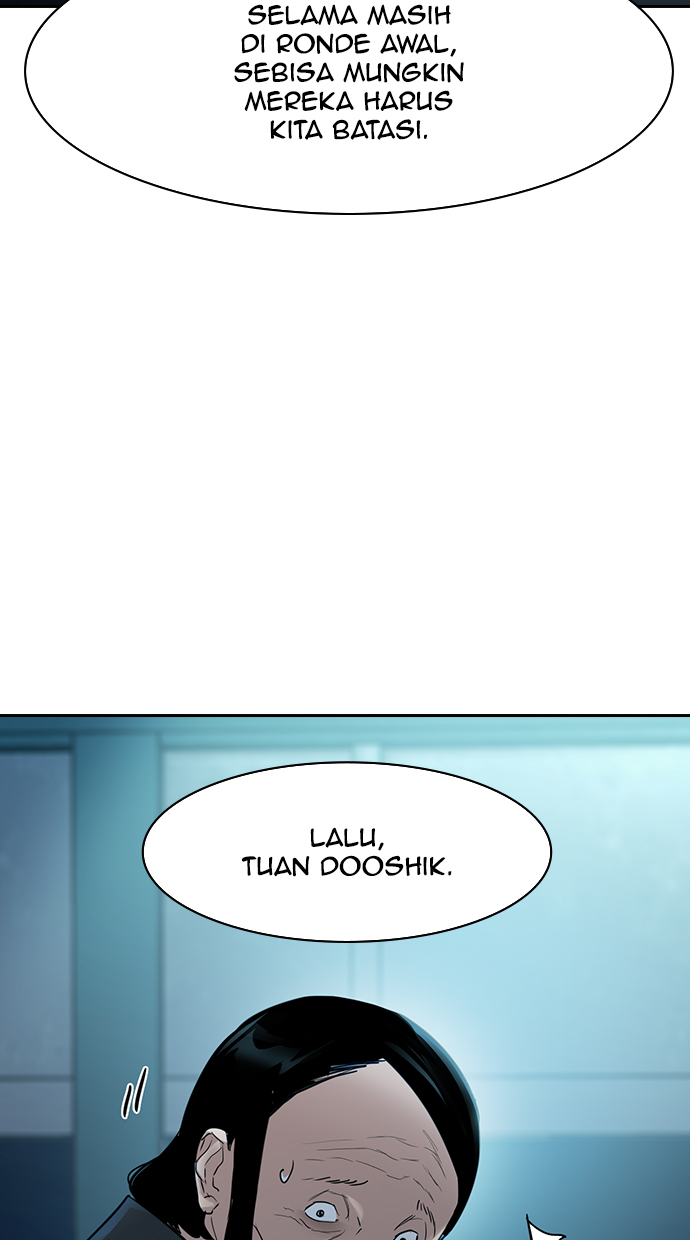 SELAMA MASIH
DI RONDE AWAL,
SEBISA MUNGKIN
MEREKA HARUS
KITA BATASI.
LALU,
TUAN DOOSHIK.